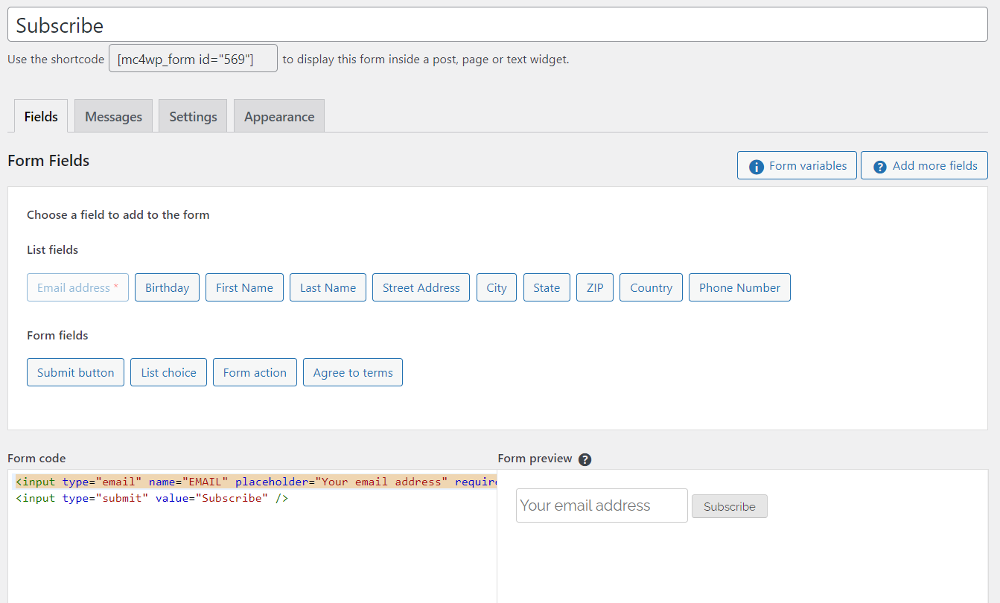 Subscribe
Use the shortcode [mc4wp_form id="569"] to display this form inside a post, page or text widget.
Fields Messages Settings Appearance
Form Fields
Form variables Add more fields
Choose a field to add to the form
List fields
Email address * Birthday First Name Last Name Street Address City State ZIP Country Phone Number
Form fields
Submit button List choice Form action Agree to terms
Form code
<input type="email" name="EMAIL" placeholder="Your email address" require
<input type="submit" value="Subscribe" />
Form preview ?
Your email address Subscribe